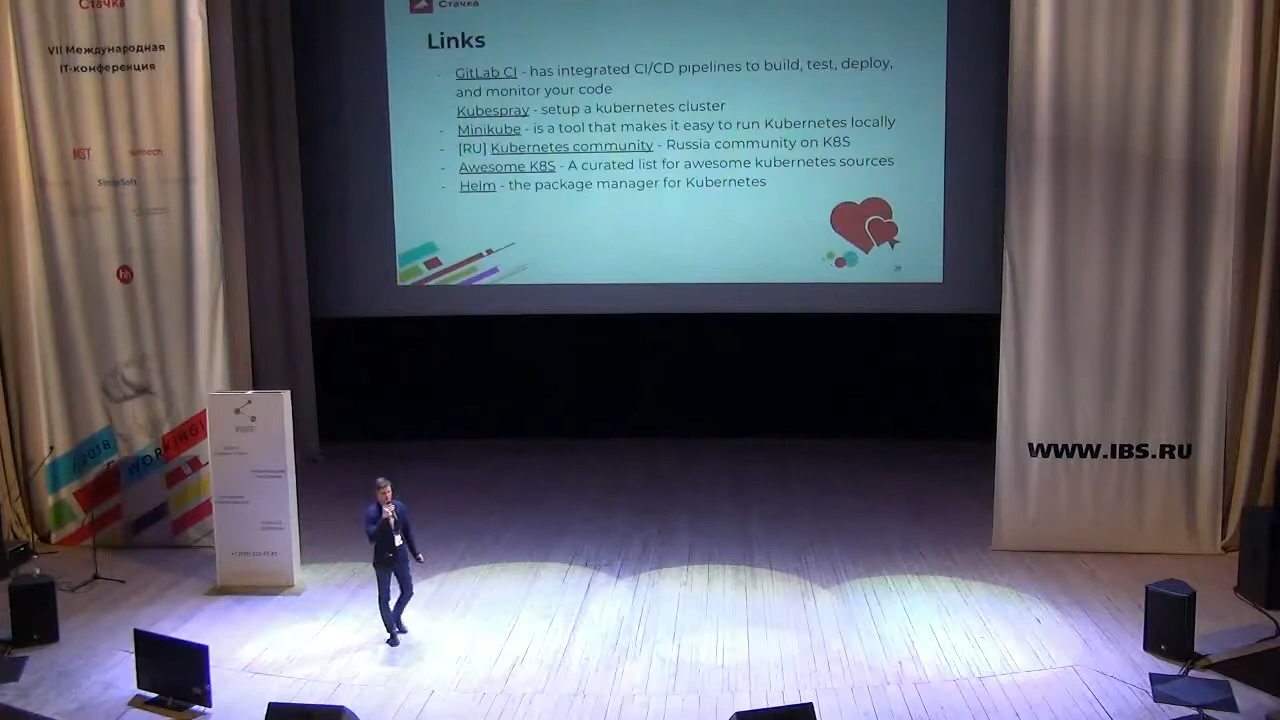 Стачка
VII Международная
IT-конференция
MST
SimbirSoft
hh
2018
WORKING!
Стачка
Links
- GitLab CI - has integrated CI/CD pipelines to build, test, deploy,
and monitor your code
Kubespray - setup a kubernetes cluster
- Minikube - is a tool that makes it easy to run Kubernetes locally
- [RU] Kubernetes community - Russia community on K8S
- Awesome K8S - A curated list for awesome kubernetes sources
- Helm - the package manager for Kubernetes
WWW.IBS.RU